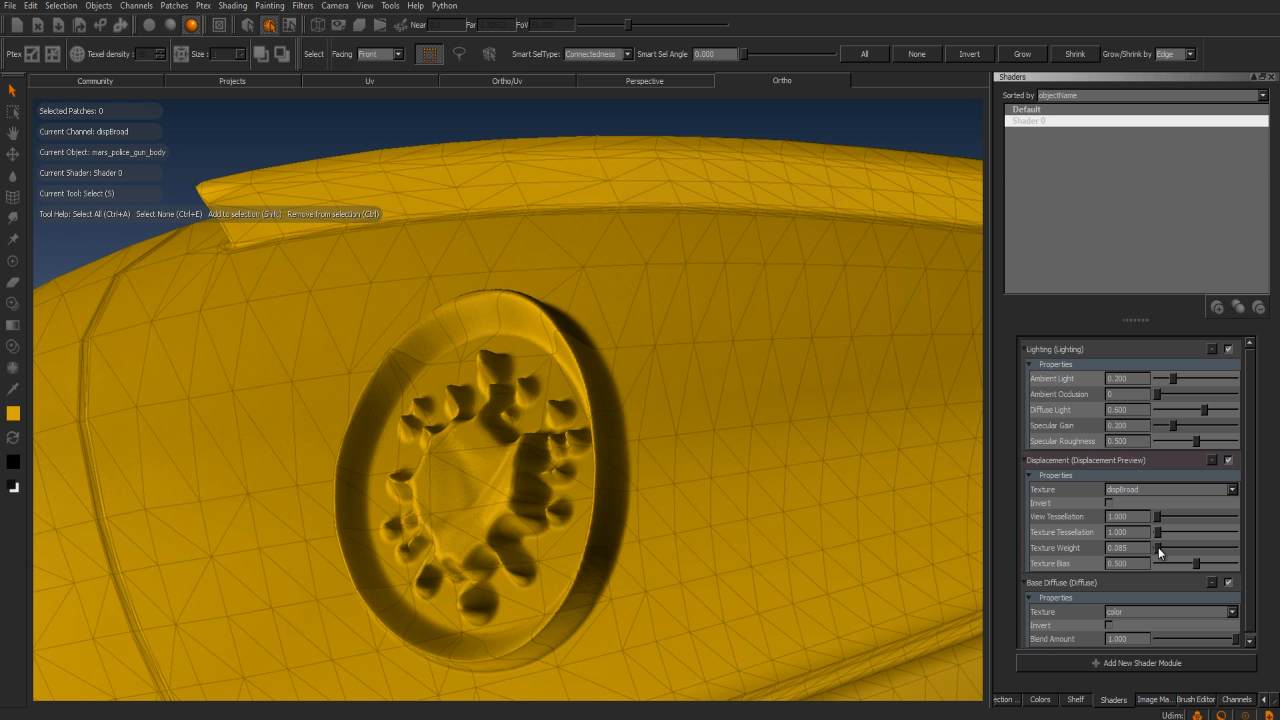 File Edit Selection Objects Channels Patches Ptex Shading Painting Filters Camera View Tools Help Python
Near Far FoV
Ptex Texel density: Size: Select Facing Front Smart SelType: Connectedness Smart Sel Angle 0.000 All None Invert Grow Shrink Grow/Shrink by Edge
Community Projects Uv Ortho/Uv Perspective Ortho
Shaders
Sorted by objectName
Default
Shader 0
Selected Patches: 0
Current Channel: dispBroad
Current Object: mars_police_gun_body
Current Shader: Shader 0
Current Tool: Select (S)
Tool Help: Select All (Ctrl+A) Select None (Ctrl+E) Add to selection (Shift) Remove from selection (Ctrl)
Lighting (Lighting)
Properties
Ambient Light 0.200
Ambient Occlusion 0
Diffuse Light 0.600
Specular Gain 0.200
Specular Roughness 0.500
Displacement (Displacement Preview)
Properties
Texture dispBroad
Invert
View Tessellation 1.000
Texture Tessellation 1.000
Texture Weight 0.085
Texture Bias 0.500
Base Diffuse (Diffuse)
Properties
Texture color
Invert
Blend Amount 1.000
Add New Shader Module
ection ... Colors Shelf Shaders Image Ma... Brush Editor Channels
Udim: